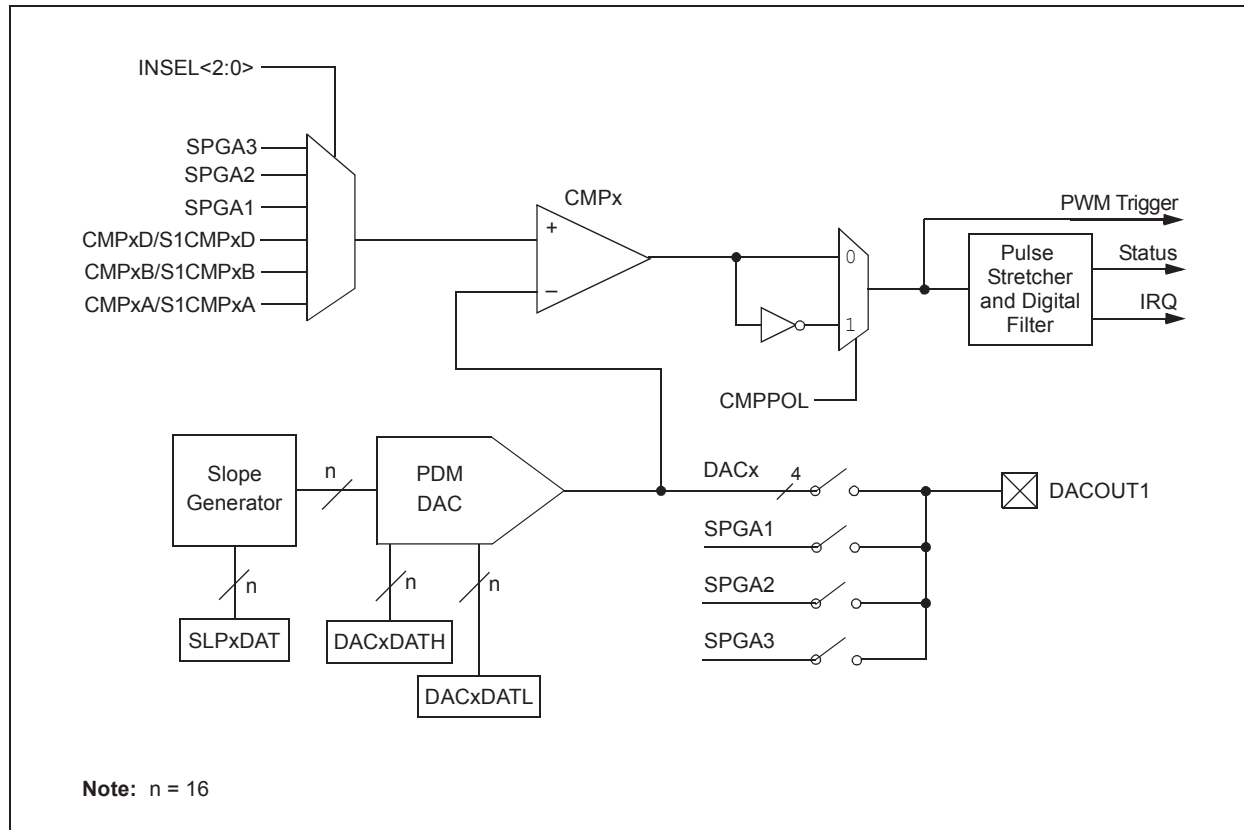 INSEL<2:0>
SPGA3
SPGA2
SPGA1
CMPxD/S1CMPxD
CMPxB/S1CMPxB
CMPxA/S1CMPxA
CMPx
+
–
0
1
CMPPOL
PWM Trigger
Pulse
Stretcher
and Digital
Filter
Status
IRQ
Slope
Generator
n
PDM
DAC
n
SLPxDAT
n
DACxDATH
n
DACxDATL
DACx
4
SPGA1
SPGA2
SPGA3
DACOUT1
Note: n = 16